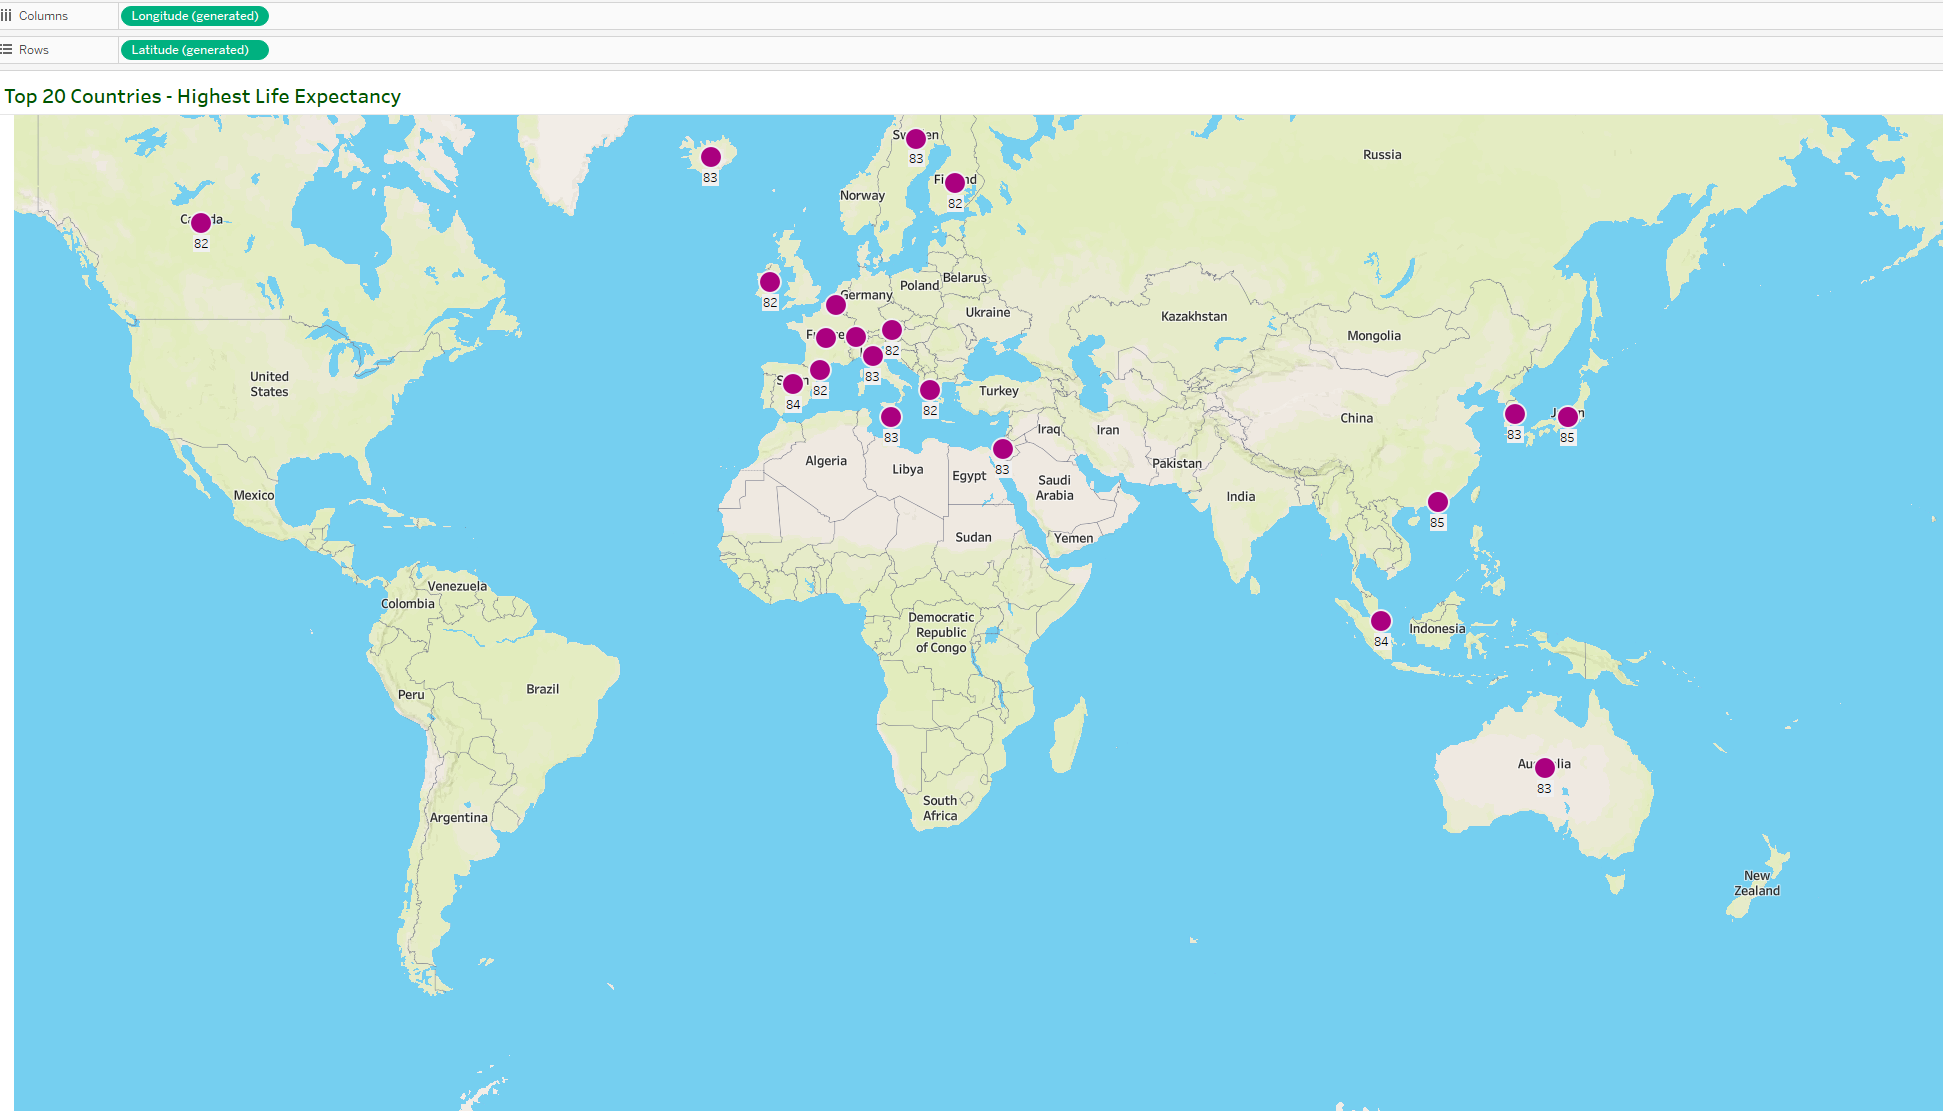 Columns
Longitude (generated)
Rows
Latitude (generated)
Top 20 Countries - Highest Life Expectancy
83
83
Russia
Norway
82
82
Belarus
Poland
Germany
82
Ukraine
Kazakhstan
Mongolia
82
83
United
States
82
84
Turkey
82
83
China
83
85
Iraq
Iran
Algeria
Libya
Egypt
83
Pakistan
Saudi
Arabia
India
Mexico
85
Sudan
Yemen
Venezuela
Colombia
Democratic
Republic
of Congo
Indonesia
84
Brazil
Peru
83
South
Africa
Argentina
New
Zealand